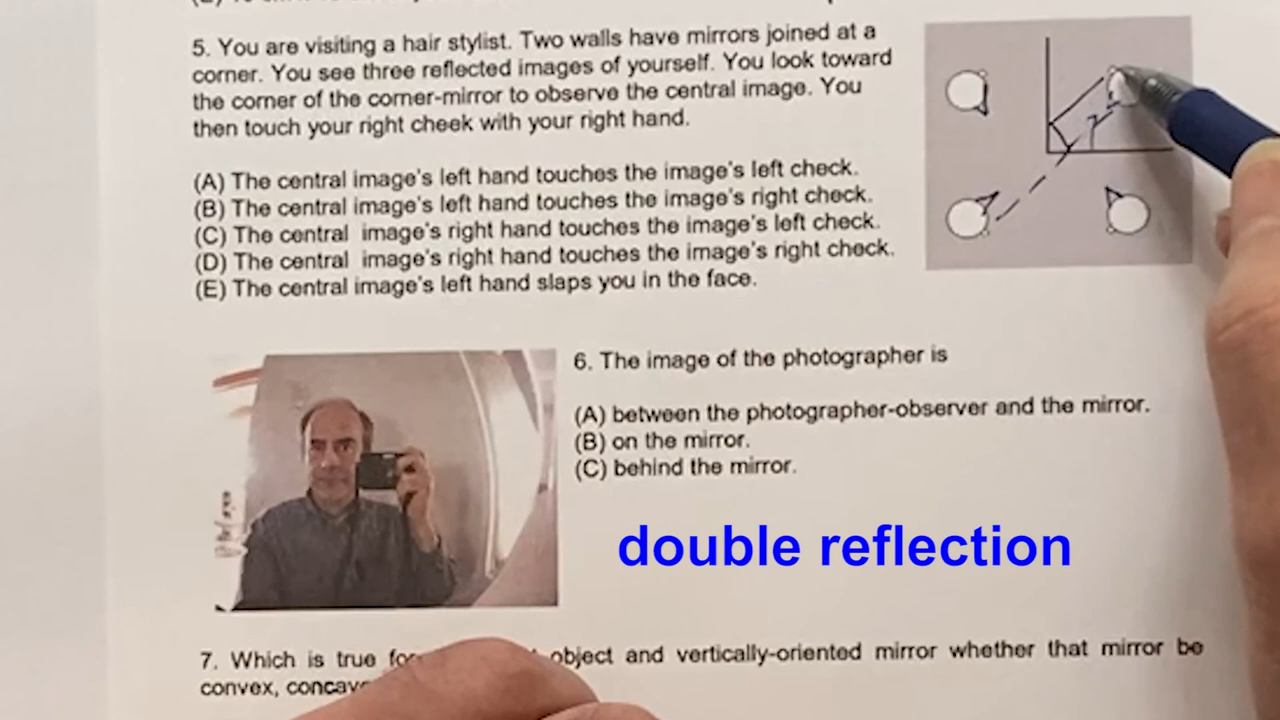 5. You are visiting a hair stylist. Two walls have mirrors joined at a
corner. You see three reflected images of yourself. You look toward
the corner of the corner-mirror to observe the central image. You
then touch your right cheek with your right hand.
(A) The central image's left hand touches the image's left check.
(B) The central image's left hand touches the image's right check.
(C) The central image's right hand touches the image's left check.
(D) The central image's right hand touches the image's right check.
(E) The central image's left hand slaps you in the face.
6. The image of the photographer is
(A) between the photographer-observer and the mirror.
(B) on the mirror.
(C) behind the mirror.
double reflection
7. Which is true object and vertically-oriented mirror whether that mirror be
convex,